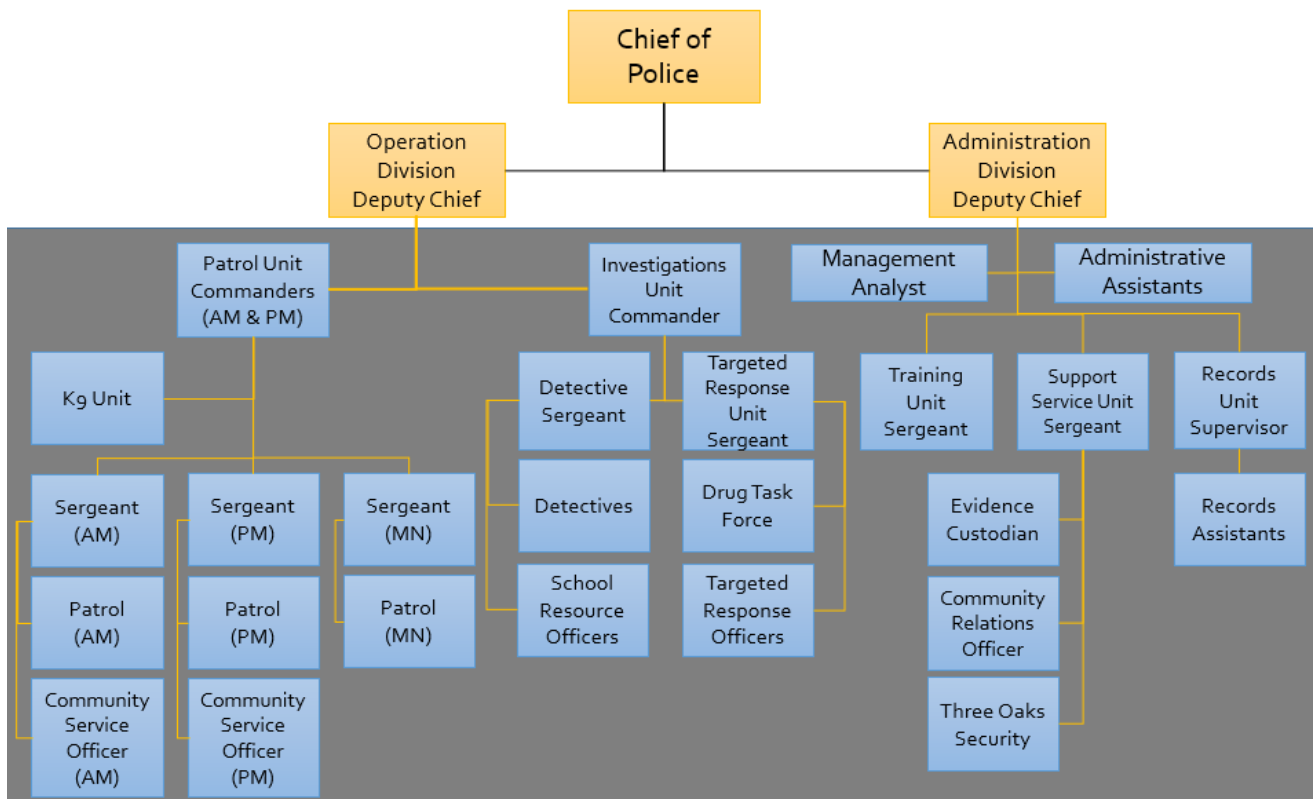 Chief of
Police
Operation
Division
Deputy Chief
Administration
Division
Deputy Chief
Patrol Unit
Commanders
(AM & PM)
Investigations
Unit
Commander
Management
Analyst
Administrative
Assistants
K9 Unit
Detective
Sergeant
Targeted
Response
Unit
Sergeant
Training
Unit
Sergeant
Support
Service Unit
Sergeant
Records
Unit
Supervisor
Sergeant
(AM)
Sergeant
(PM)
Sergeant
(MN)
Detectives
Drug Task
Force
Evidence
Custodian
Records
Assistants
Patrol
(AM)
Patrol
(PM)
Patrol
(MN)
School
Resource
Officers
Targeted
Response
Officers
Community
Relations
Officer
Community
Service
Officer
(AM)
Community
Service
Officer
(PM)
Three Oaks
Security